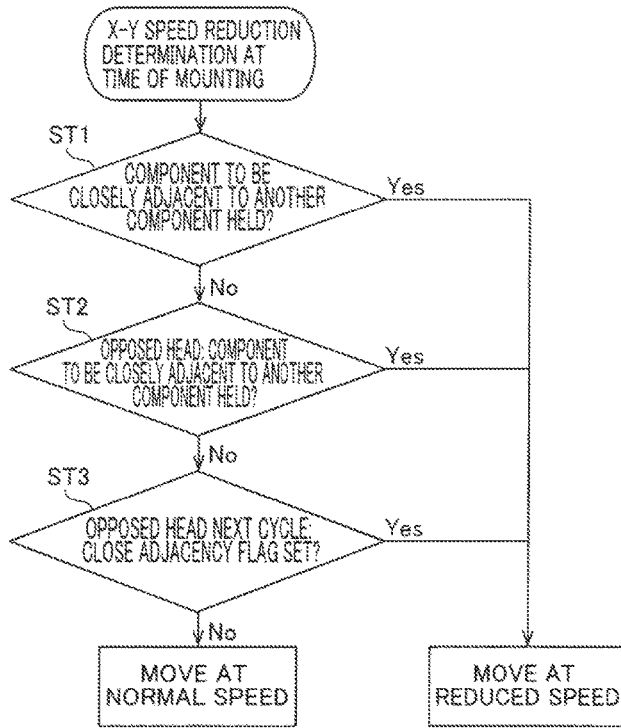 X-Y SPEED REDUCTION
DETERMINATION AT
TIME OF MOUNTING
ST1
COMPONENT TO BE
CLOSELY ADJACENT TO ANOTHER
COMPONENT HELD?
Yes
No
ST2
OPPOSED HEAD: COMPONENT
TO BE CLOSELY ADJACENT TO ANOTHER
COMPONENT HELD?
Yes
No
ST3
OPPOSED HEAD NEXT CYCLE:
CLOSE ADJACENCY FLAG SET?
Yes
No
MOVE AT
NORMAL SPEED
MOVE AT
REDUCED SPEED